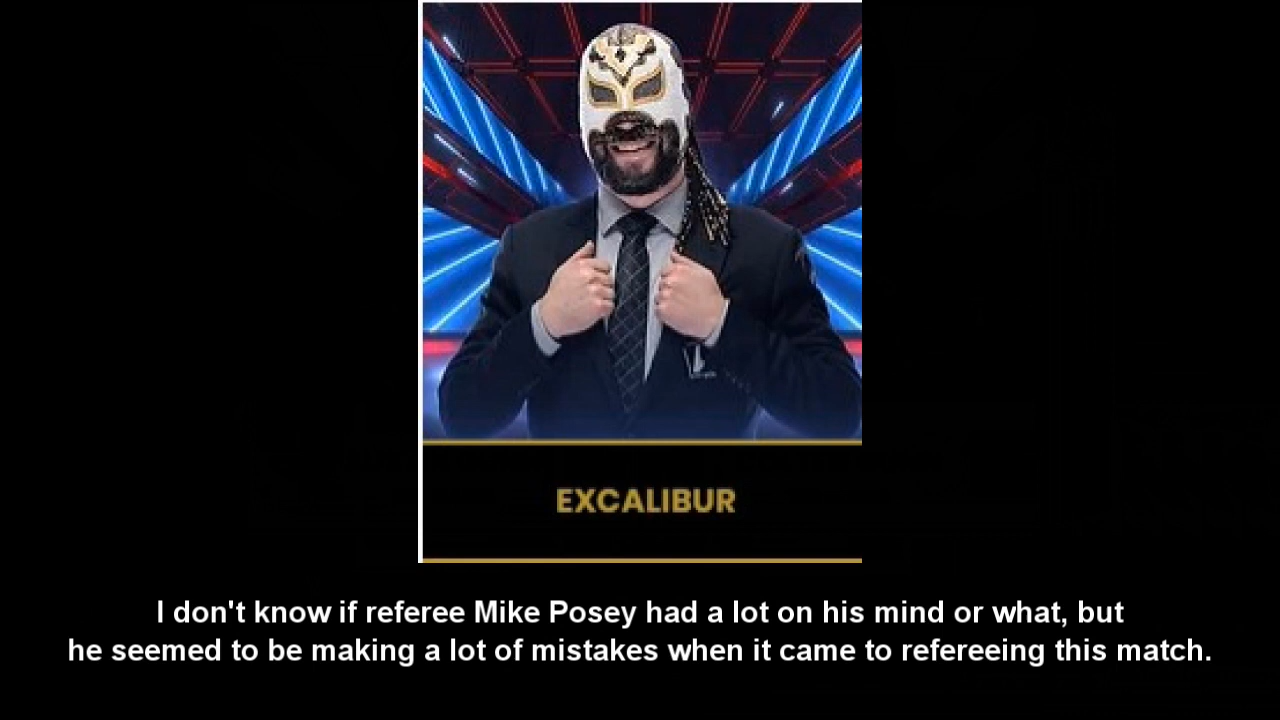 EXCALIBUR
I don't know if referee Mike Posey had a lot on his mind or what, but
he seemed to be making a lot of mistakes when it came to refereeing this match.